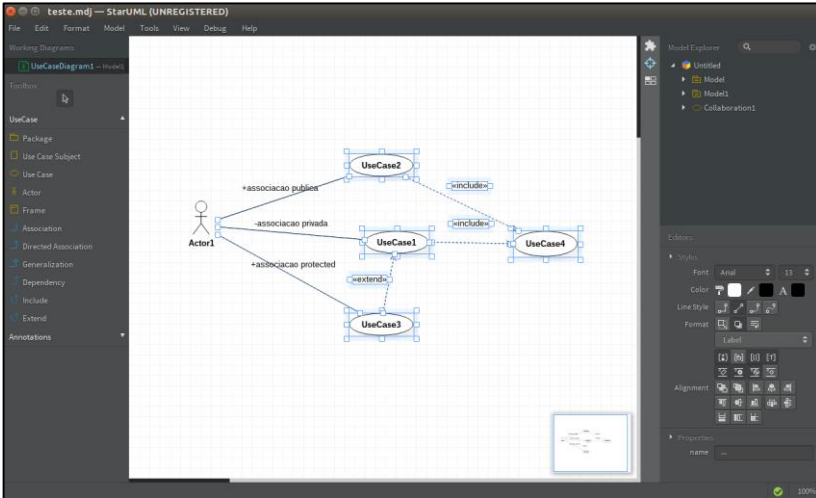 teste.mdj — StarUML (UNREGISTERED)
File Edit Format Model Tools View Debug Help
Working Diagrams
UseCaseDiagram1 — Model1
Toolbox
UseCase
Package
Use Case Subject
Use Case
Actor
Frame
Association
Directed Association
Generalization
Dependency
Include
Extend
Annotations
UseCase2
+associacao publica
«include»
-associacao privada
«include»
Actor1
UseCase1
UseCase4
+associacao protected
«extend»
UseCase3
Model Explorer
Untitled
Model
Model1
Collaboration1
Editors
Styles
Font Arial 13
Color A
Line Style
Format
Label
Alignment
Properties
name ...
100%